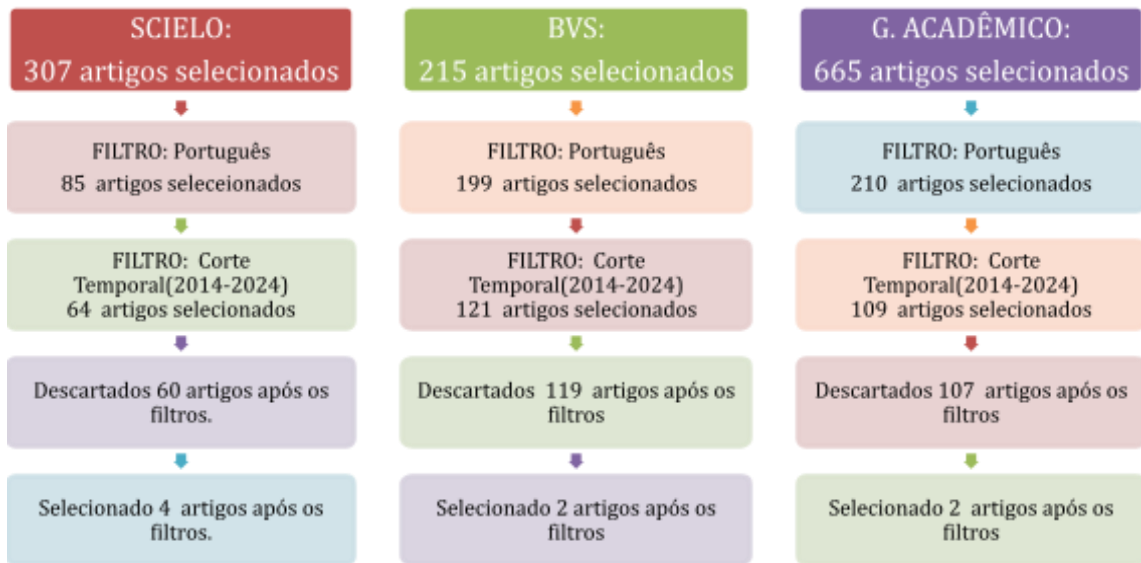 SCIELO:
307 artigos selecionados
FILTRO: Português
85 artigos seleceionados
FILTRO: Corte
Temporal(2014-2024)
64 artigos selecionados
Descartados 60 artigos após os
filtros.
Selecionado 4 artigos após os
filtros.
BVS:
215 artigos selecionados
FILTRO: Português
199 artigos selecionados
FILTRO: Corte
Temporal(2014-2024)
121 artigos selecionados
Descartados 119 artigos após os
filtros
Selecionado 2 artigos após os
filtros
G. ACADÊMICO:
665 artigos selecionados
FILTRO: Português
210 artigos selecionados
FILTRO: Corte
Temporal(2014-2024)
109 artigos selecionados
Descartados 107 artigos após os
filtros
Selecionado 2 artigos após os
filtros